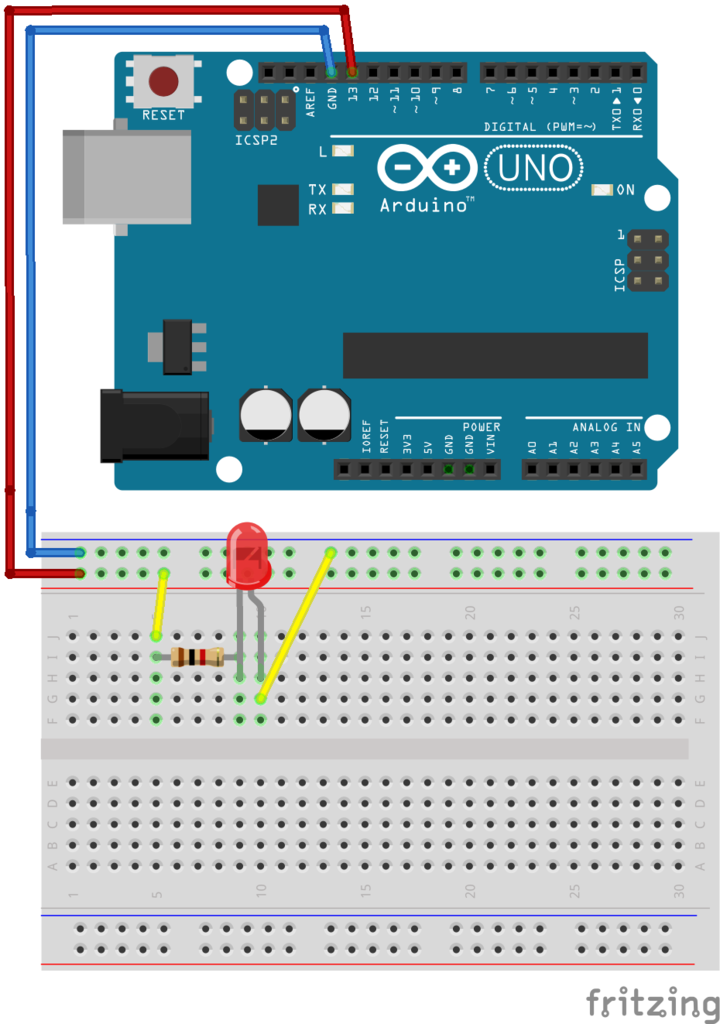 RESET
ICSP2
AREF
GND
13
12
~11
~10
~9
8
7
~6
~5
4
~3
2
TX0▶1
RX0◀0
DIGITAL (PWM=~)
L
TX
RX
UNO
Arduino™
ON
1
ICSP
POWER
ANALOG IN
IOREF
RESET
3V3
5V
GND
GND
VIN
A0
A1
A2
A3
A4
A5
1
10
15
20
25
30
J J
I I
H H
G G
F F
E E
D D
C C
B B
A A
1
5
10
15
20
25
30
fritzing